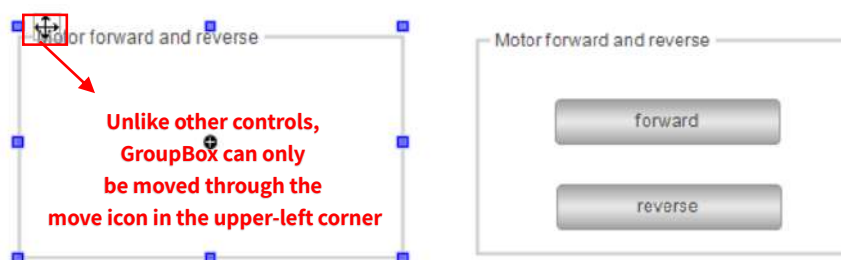 Motor forward and reverse
Unlike other controls,
GroupBox can only
be moved through the
move icon in the upper-left corner
Motor forward and reverse
forward
reverse